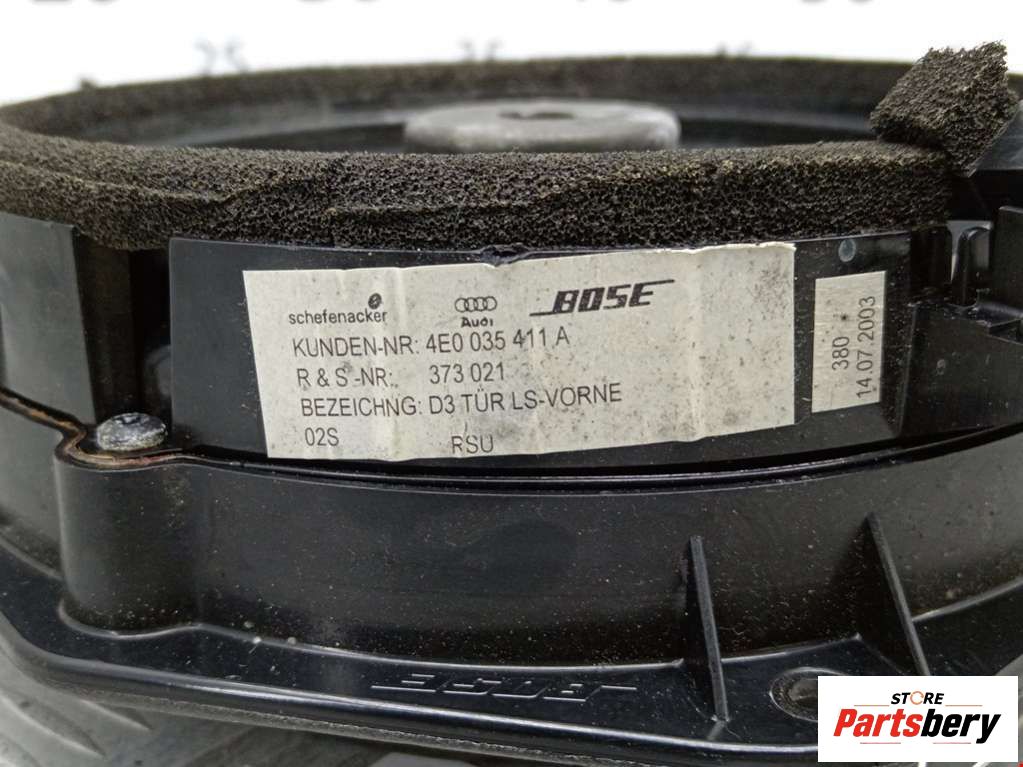 schefenacker
Audi
BOSE
KUNDEN-NR: 4E0 035 411 A
R & S -NR: 373 021
BEZEICHNG: D3 TÜR LS-VORNE
02S RSU
380
14.07.2003
BOSE
STORE
Partsbery